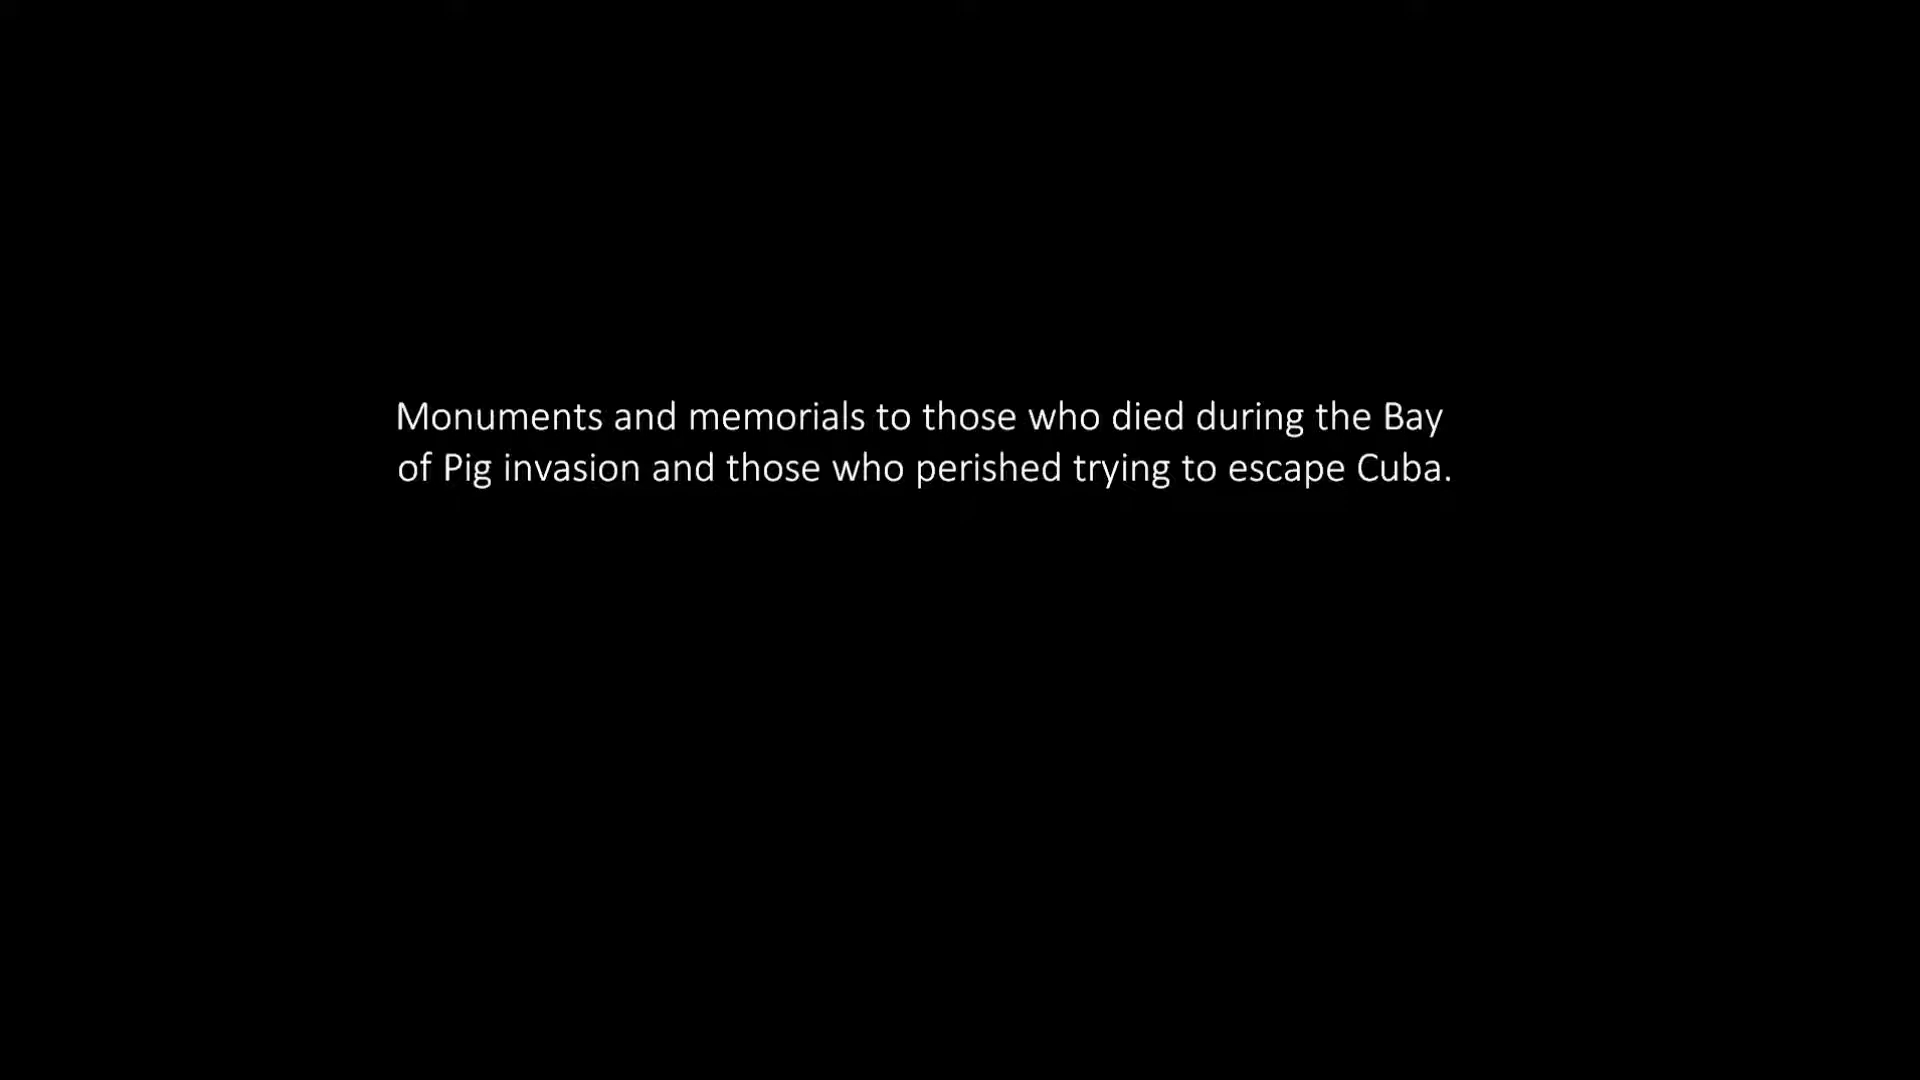 Monuments and memorials to those who died during the Bay
of Pig invasion and those who perished trying to escape Cuba.